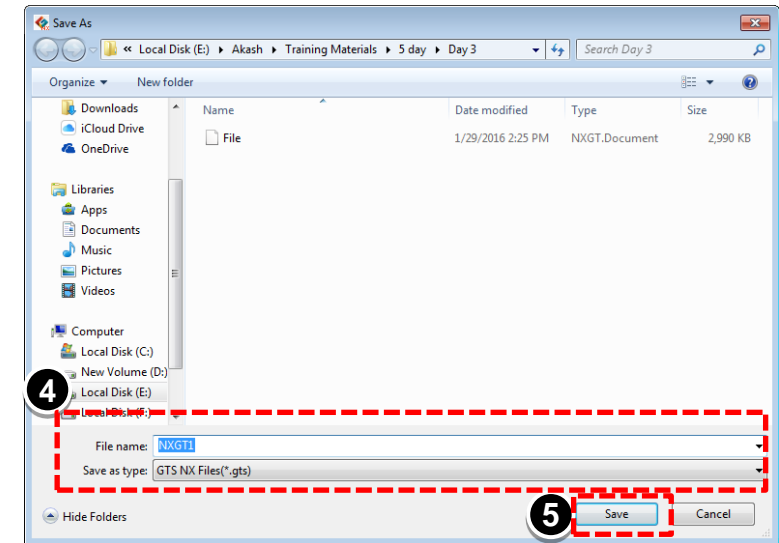 Save As
« Local Disk (E:) Akash Training Materials 5 day Day 3 Search Day 3
Organize New folder
Downloads
iCloud Drive
OneDrive
Libraries
Apps
Documents
Music
Pictures
Videos
Computer
Local Disk (C:)
New Volume (D:)
Local Disk (E:)
Local Disk (F:)
Name Date modified Type Size
File 1/29/2016 2:25 PM NXGT.Document 2,990 KB
4
File name: NXGT1
Save as type: GTS NX Files(*.gts)
Hide Folders
5
Save Cancel